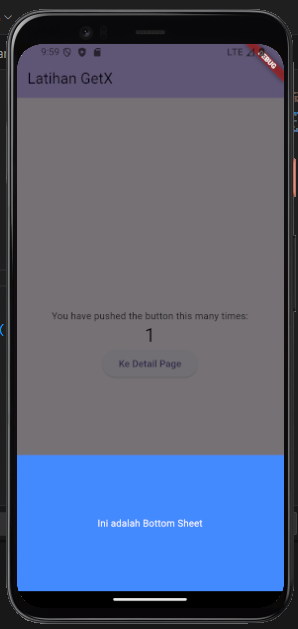 9:59
LTE
DEBUG
Latihan GetX
You have pushed the button this many times:
1
Ke Detail Page
Ini adalah Bottom Sheet